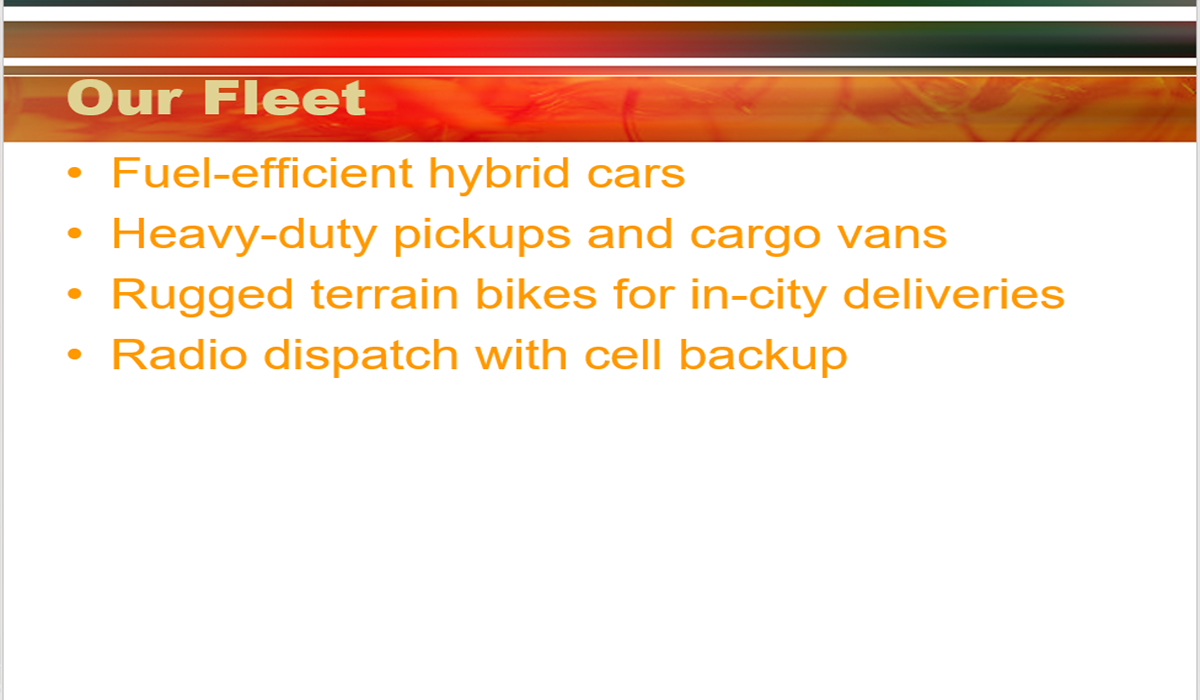 Our Fleet
• Fuel-efficient hybrid cars
• Heavy-duty pickups and cargo vans
• Rugged terrain bikes for in-city deliveries
• Radio dispatch with cell backup